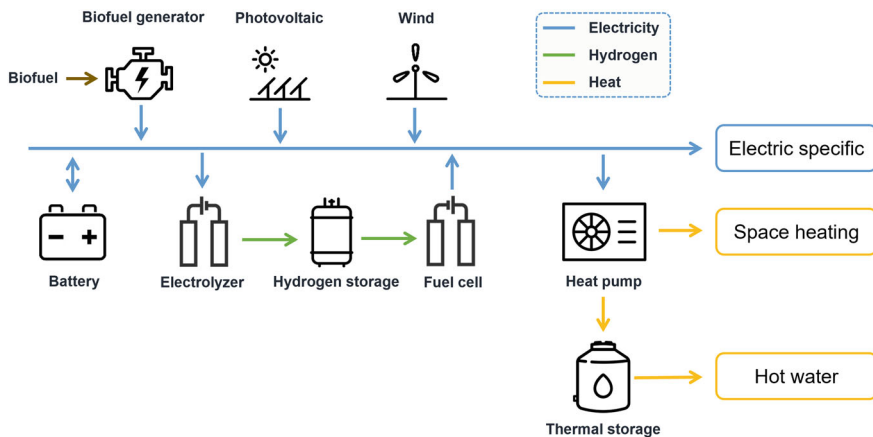 Biofuel generator
Photovoltaic
Wind
Electricity
Hydrogen
Heat
Biofuel
Electric specific
Battery
Electrolyzer
Hydrogen storage
Fuel cell
Heat pump
Space heating
Hot water
Thermal storage